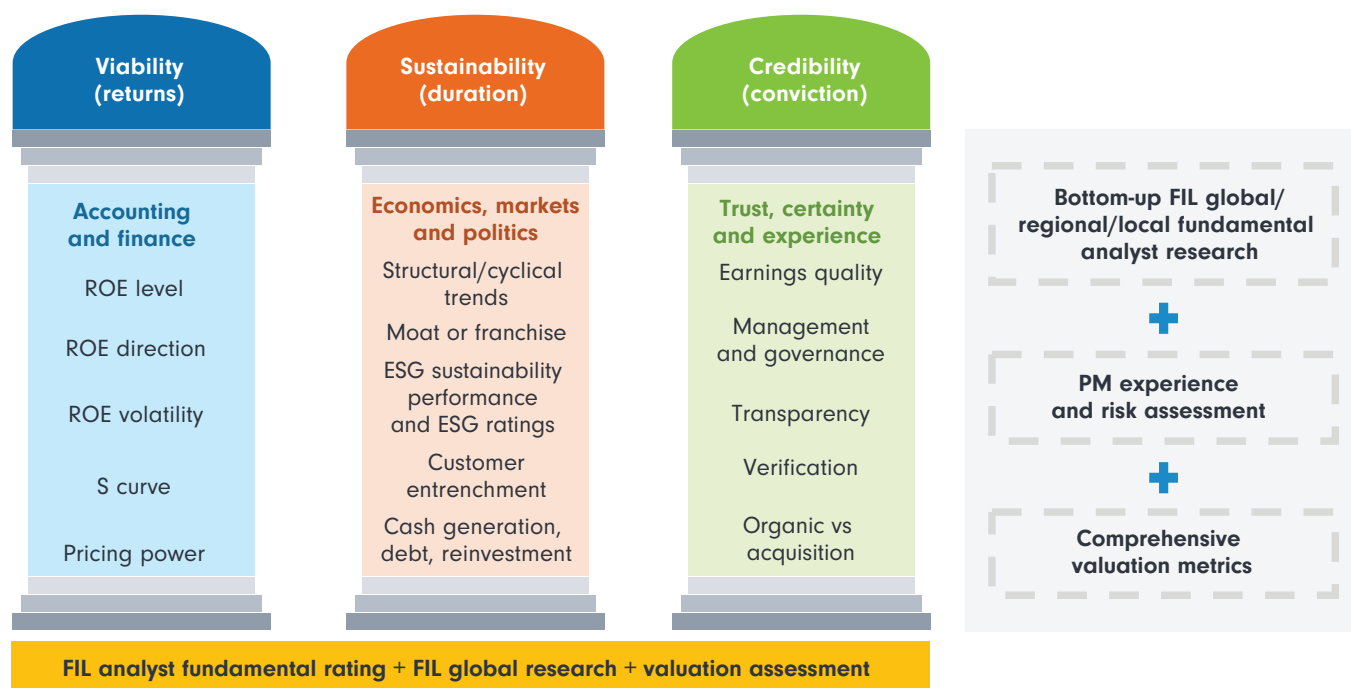 Viability
(returns)
Accounting
and finance
ROE level
ROE direction
ROE volatility
S curve
Pricing power
Sustainability
(duration)
Economics, markets
and politics
Structural/cyclical
trends
Moat or franchise
ESG sustainability
performance
and ESG ratings
Customer
entrenchment
Cash generation,
debt, reinvestment
Credibility
(conviction)
Trust, certainty
and experience
Earnings quality
Management
and governance
Transparency
Verification
Organic vs
acquisition
Bottom-up FIL global/
regional/local fundamental
analyst research
+
PM experience
and risk assessment
+
Comprehensive
valuation metrics
FIL analyst fundamental rating + FIL global research + valuation assessment